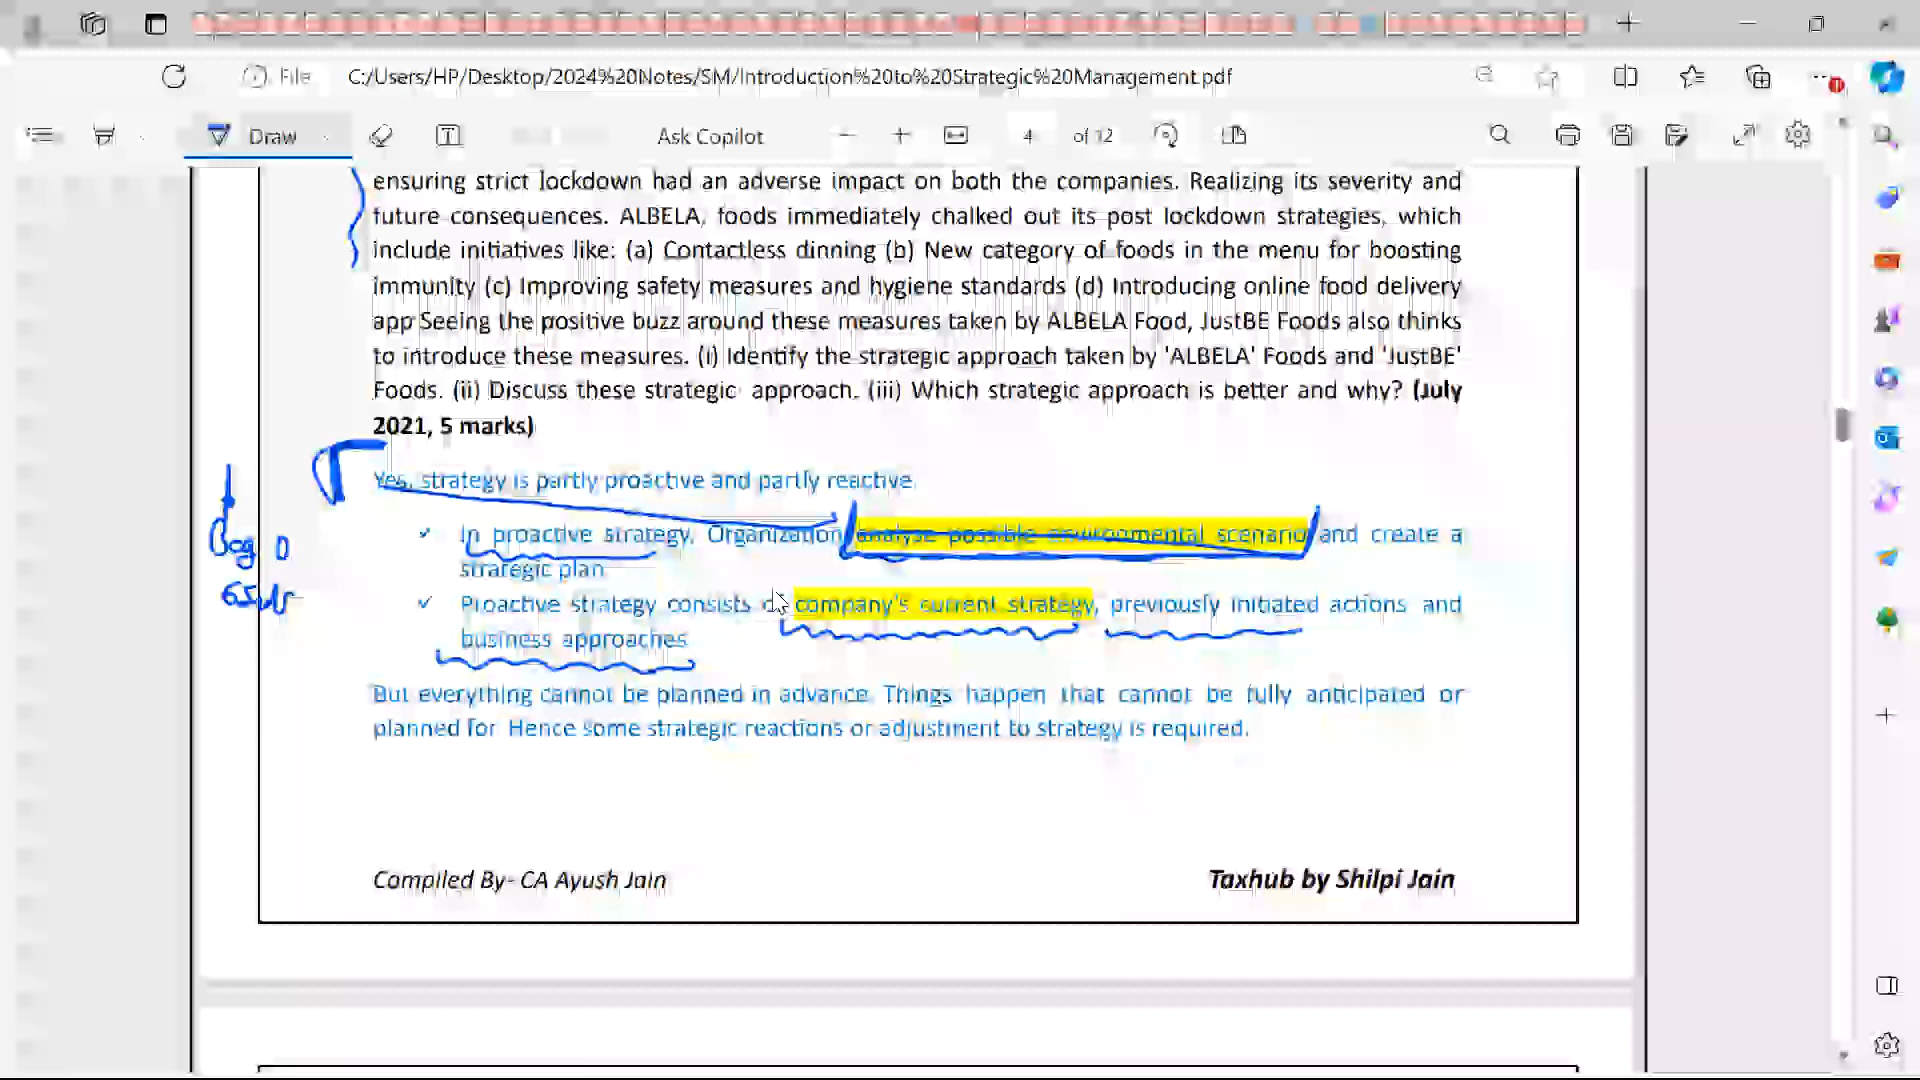 File C:/Users/HP/Desktop/2024%20Notes/SM/Introduction%20to%20Strategic%20Management.pdf
Draw Ask Copilot 4 of 12
ensuring strict lockdown had an adverse impact on both the companies. Realizing its severity and
future consequences. ALBELA, foods immediately chalked out its post lockdown strategies, which
include initiatives like: (a) Contactless dinning (b) New category of foods in the menu for boosting
immunity (c) Improving safety measures and hygiene standards (d) Introducing online food delivery
app Seeing the positive buzz around these measures taken by ALBELA Food, JustBE Foods also thinks
to introduce these measures. (i) Identify the strategic approach taken by 'ALBELA' Foods and 'JustBE'
Foods. (ii) Discuss these strategic approach. (iii) Which strategic approach is better and why? (July
2021, 5 marks)
Yes, strategy is partly proactive and partly reactive.
✓ In proactive strategy, Organization analyse possible environmental scenario and create a
strategic plan
✓ Proactive strategy consists company's current strategy, previously initiated actions and
business approaches
But everything cannot be planned in advance. Things happen that cannot be fully anticipated or
planned for. Hence some strategic reactions or adjustment to strategy is required.
Compiled By- CA Ayush Jain Taxhub by Shilpi Jain